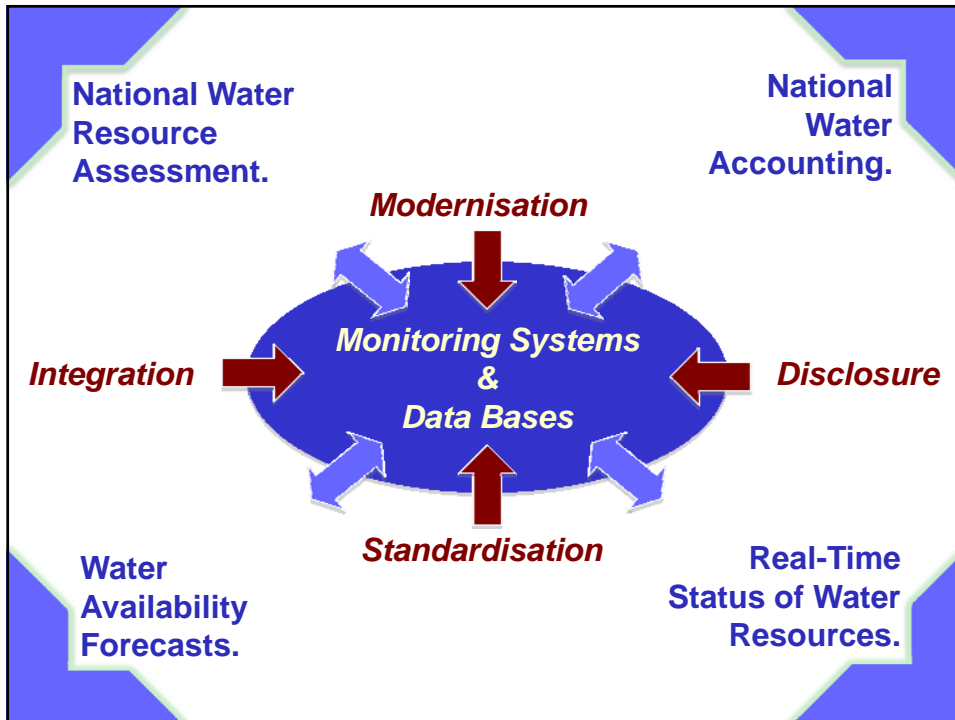 National Water
Resource
Assessment.
National
Water
Accounting.
Modernisation
Integration
Monitoring Systems
&
Data Bases
Disclosure
Standardisation
Water
Availability
Forecasts.
Real-Time
Status of Water
Resources.